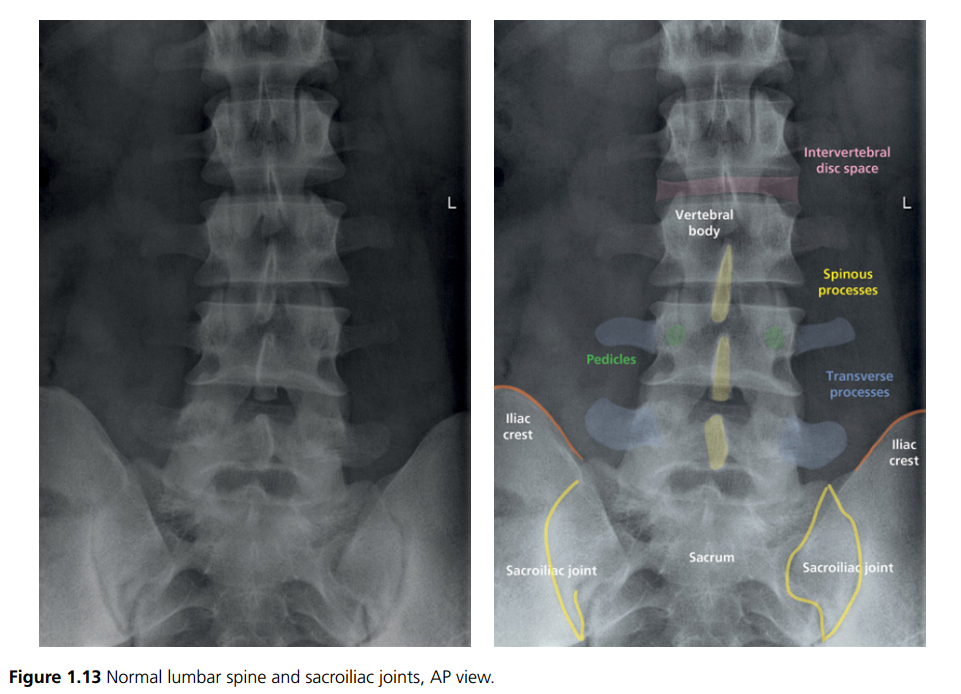 L
Intervertebral
disc space
L
Vertebral
body
Spinous
processes
Pedicles
Transverse
processes
Iliac
crest
Iliac
crest
Sacrum
Sacroiliac joint
Sacroiliac joint
Figure 1.13 Normal lumbar spine and sacroiliac joints, AP view.